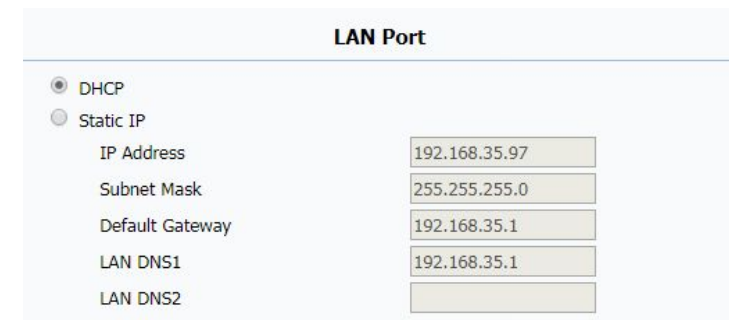 LAN Port
DHCP
Static IP
IP Address 192.168.35.97
Subnet Mask 255.255.255.0
Default Gateway 192.168.35.1
LAN DNS1 192.168.35.1
LAN DNS2